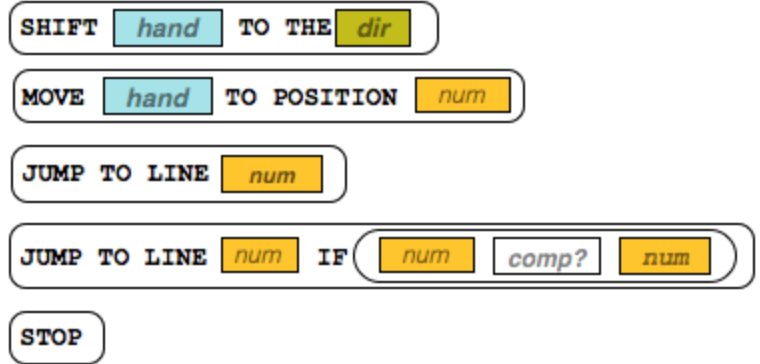 SHIFT hand TO THE dir
MOVE hand TO POSITION num
JUMP TO LINE num
JUMP TO LINE num IF num comp? num
STOP